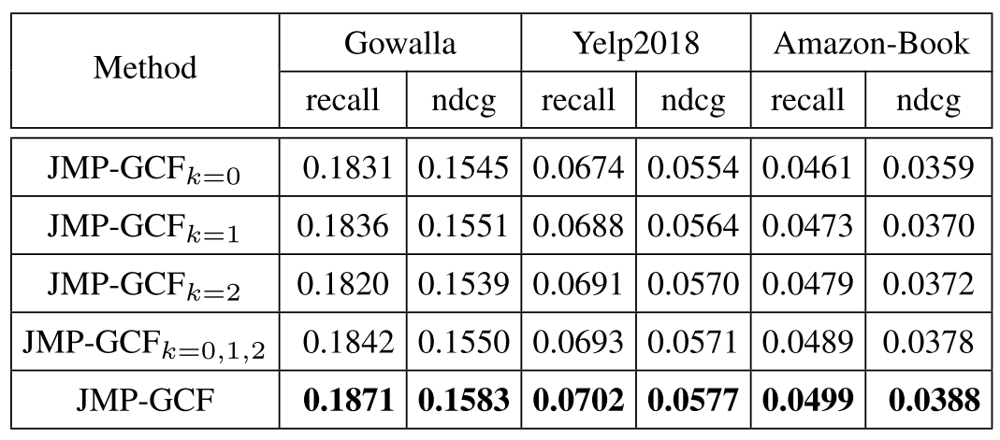 Method Gowalla Yelp2018 Amazon-Book
recall ndcg recall ndcg recall ndcg
JMP-GCFk=0 0.1831 0.1545 0.0674 0.0554 0.0461 0.0359
JMP-GCFk=1 0.1836 0.1551 0.0688 0.0564 0.0473 0.0370
JMP-GCFk=2 0.1820 0.1539 0.0691 0.0570 0.0479 0.0372
JMP-GCFk=0,1,2 0.1842 0.1550 0.0693 0.0571 0.0489 0.0378
JMP-GCF 0.1871 0.1583 0.0702 0.0577 0.0499 0.0388